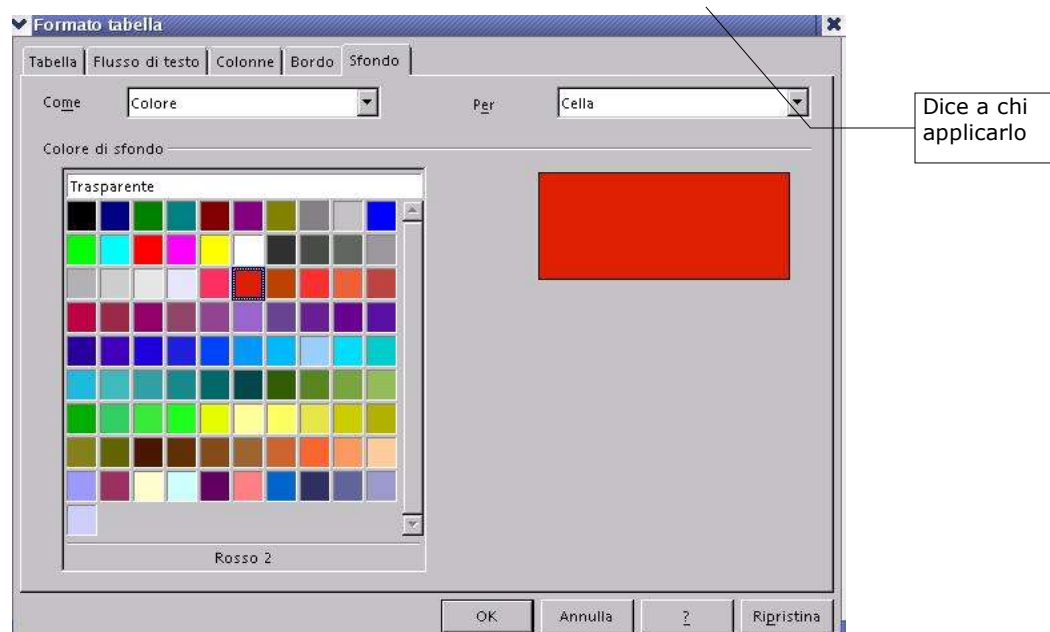 Formato tabella
Tabella Flusso di testo Colonne Bordo Sfondo
Come Colore Per Cella
Dice a chi
applicarlo
Colore di sfondo
Trasparente
Rosso 2
OK Annulla ? Ripristina